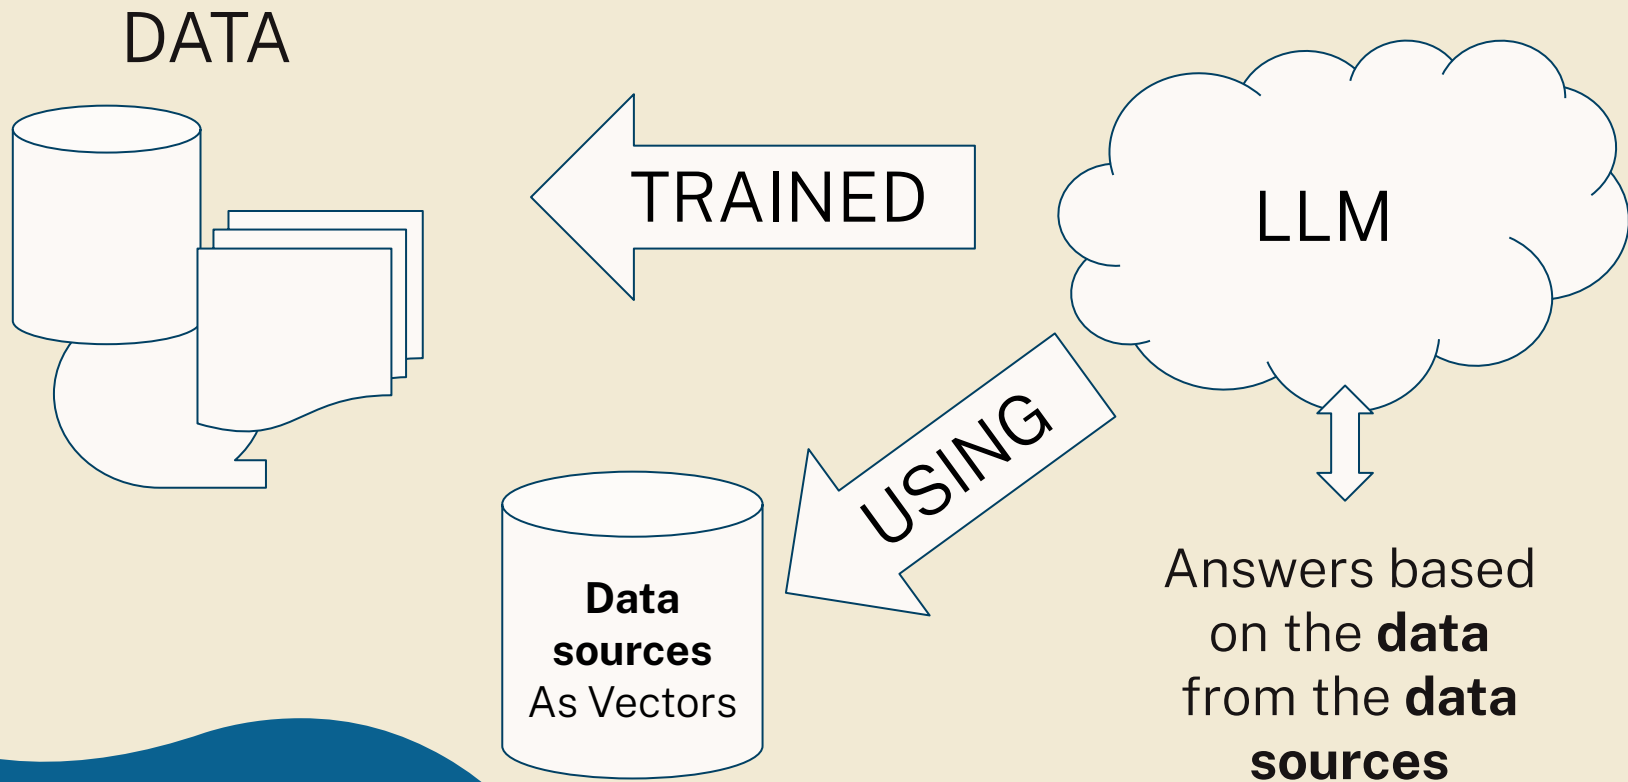 DATA
TRAINED
LLM
USING
Data
sources
As Vectors
Answers based
on the data
from the data
sources